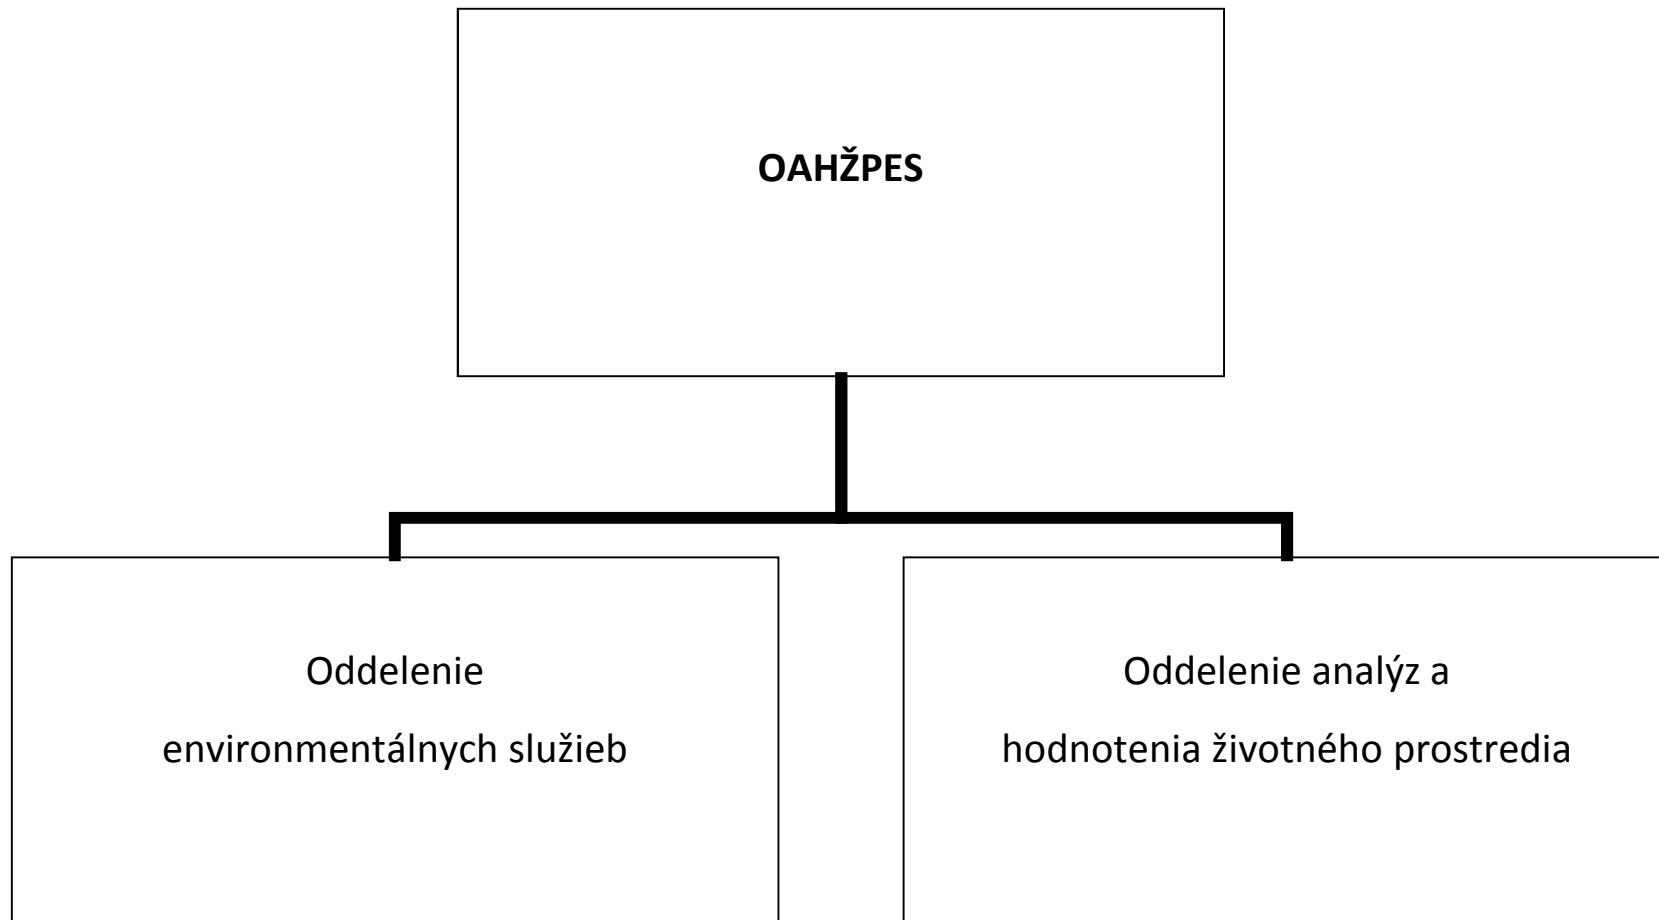 OAHŽPES
Oddelenie
environmentálnych služieb
Oddelenie analýz a
hodnotenia životného prostredia